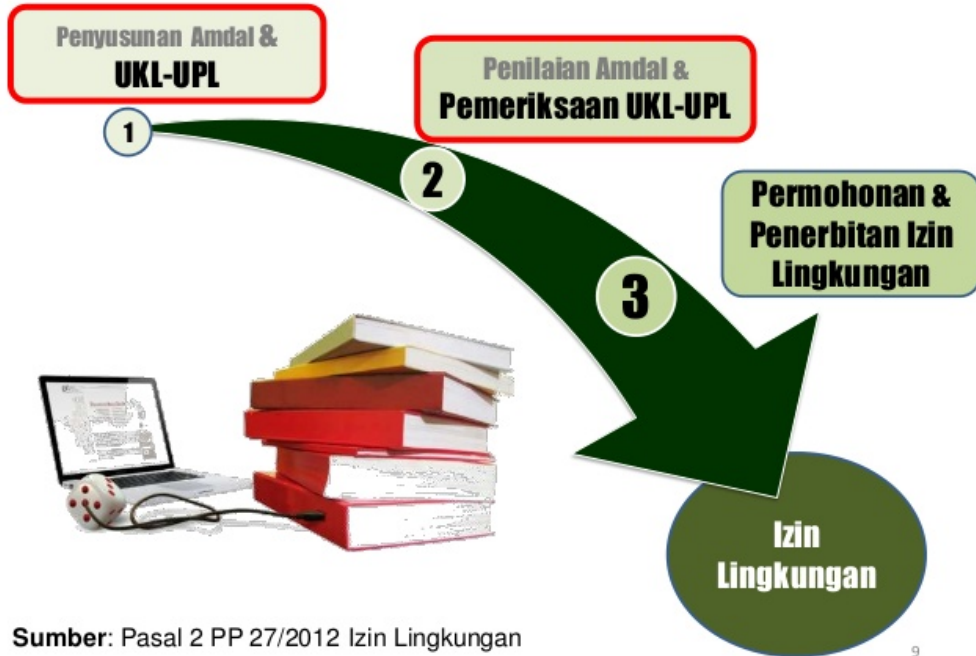 Penyusunan Amdal &
UKL-UPL
1
Penilaian Amdal &
Pemeriksaan UKL-UPL
2
Permohonan &
Penerbitan Izin
Lingkungan
3
Izin
Lingkungan
Sumber: Pasal 2 PP 27/2012 Izin Lingkungan
9